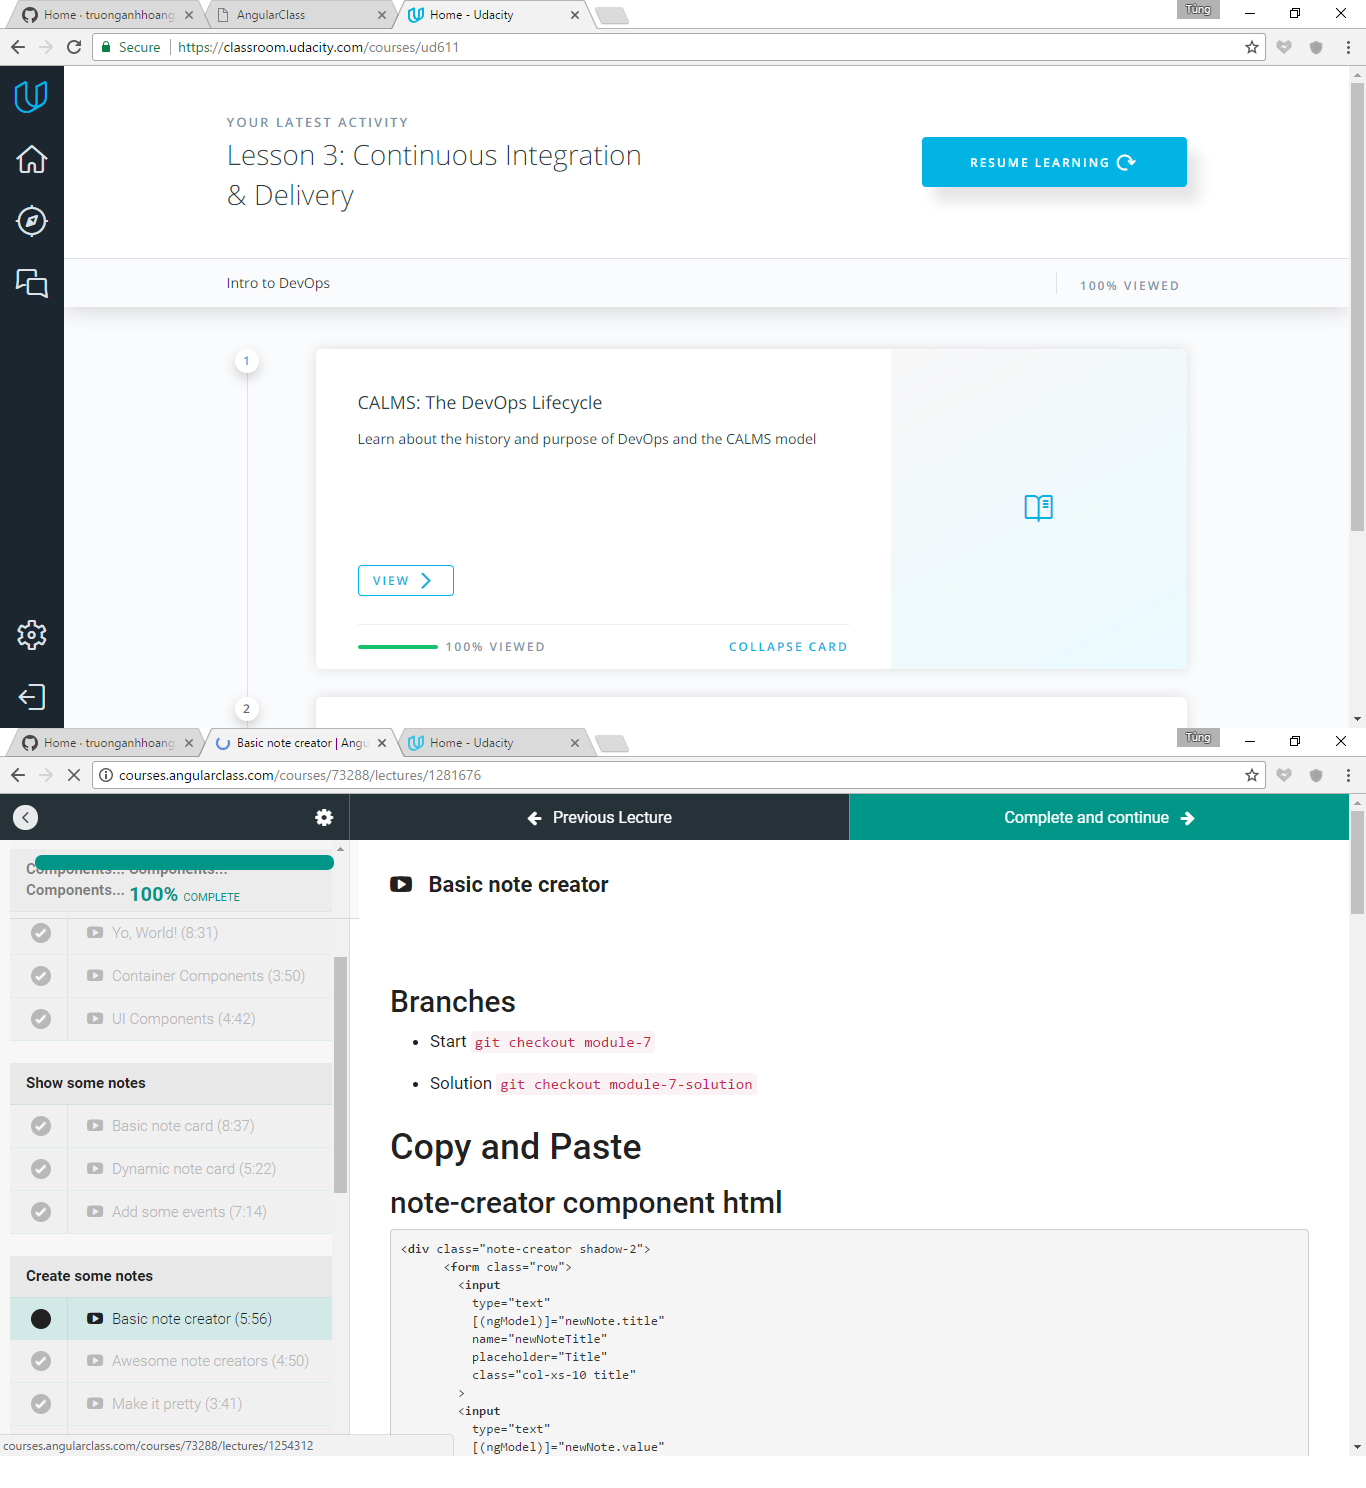 Home · truonganhhoang
AngularClass
Home - Udacity
Tùng
Secure
https://classroom.udacity.com/courses/ud611
YOUR LATEST ACTIVITY
Lesson 3: Continuous Integration
& Delivery
RESUME LEARNING
Intro to DevOps
100% VIEWED
1
CALMS: The DevOps Lifecycle
Learn about the history and purpose of DevOps and the CALMS model
VIEW
100% VIEWED
COLLAPSE CARD
2
Home · truonganhhoang
Basic note creator | Angu
Home - Udacity
Tùng
courses.angularclass.com/courses/73288/lectures/1281676
Previous Lecture
Complete and continue
Components... Components...
Components... 100% COMPLETE
Yo, World! (8:31)
Container Components (3:50)
UI Components (4:42)
Show some notes
Basic note card (8:37)
Dynamic note card (5:22)
Add some events (7:14)
Create some notes
Basic note creator (5:56)
Awesome note creators (4:50)
Make it pretty (3:41)
courses.angularclass.com/courses/73288/lectures/1254312
Basic note creator
Branches
• Start git checkout module-7
• Solution git checkout module-7-solution
Copy and Paste
note-creator component html
<div class="note-creator shadow-2">
<form class="row">
<input
type="text"
[(ngModel)]="newNote.title"
name="newNoteTitle"
placeholder="Title"
class="col-xs-10 title"
>
<input
type="text"
[(ngModel)]="newNote.value"